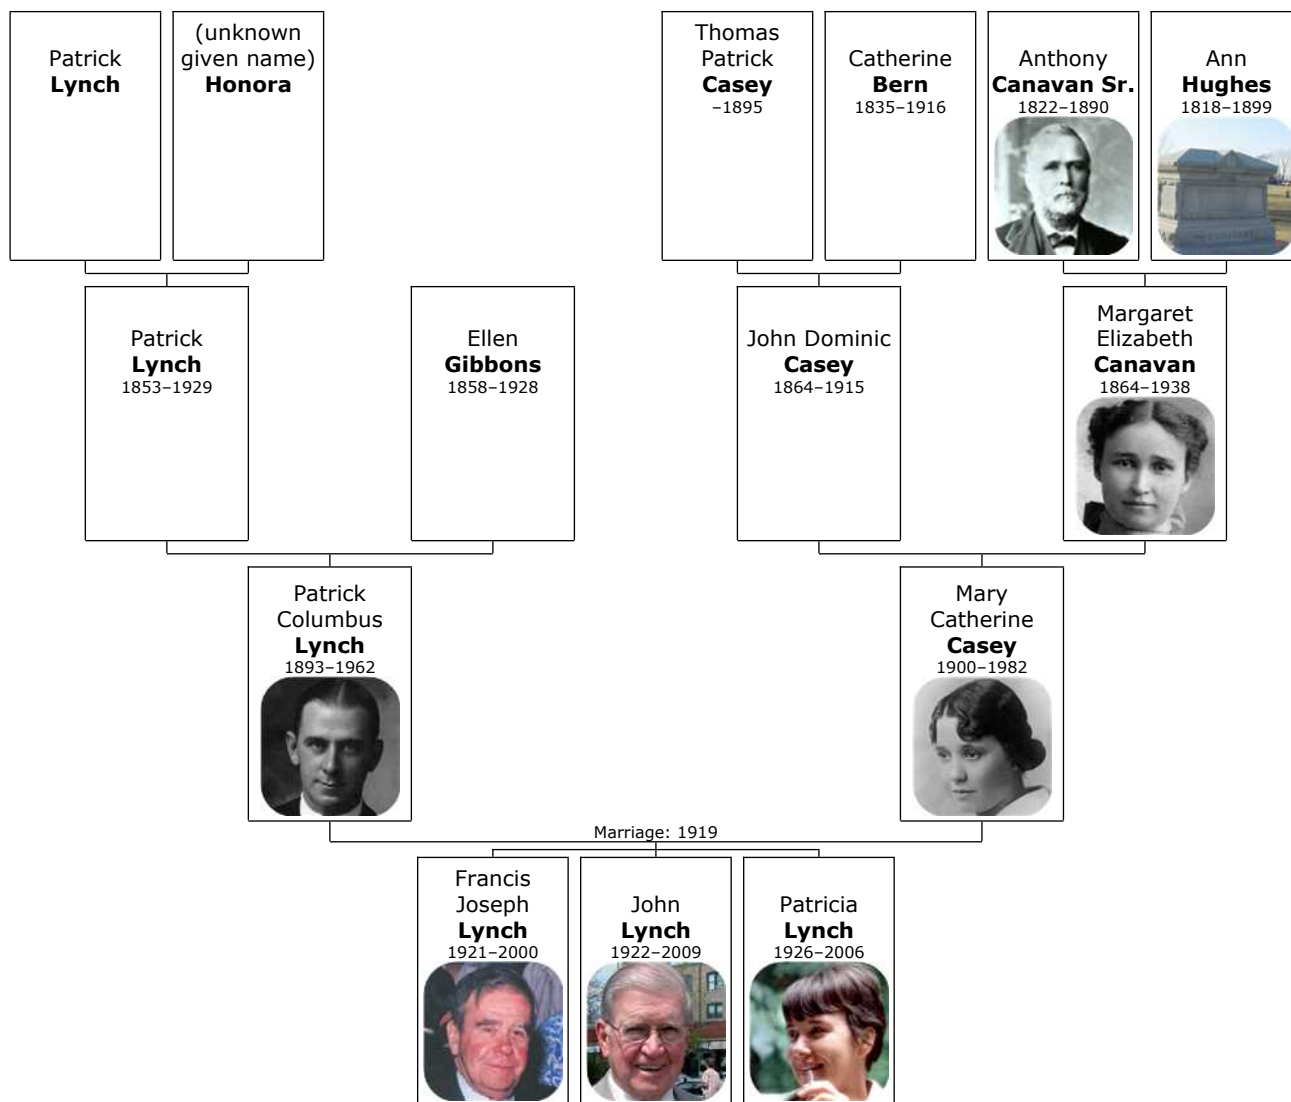 Patrick
Lynch
(unknown
given name)
Honora
Thomas
Patrick
Casey
–1895
Catherine
Bern
1835–1916
Anthony
Canavan Sr.
1822–1890
Ann
Hughes
1818–1899
Patrick
Lynch
1853–1929
Ellen
Gibbons
1858–1928
John Dominic
Casey
1864–1915
Margaret
Elizabeth
Canavan
1864–1938
Patrick
Columbus
Lynch
1893–1962
Mary
Catherine
Casey
1900–1982
Marriage: 1919
Francis
Joseph
Lynch
1921–2000
John
Lynch
1922–2009
Patricia
Lynch
1926–2006